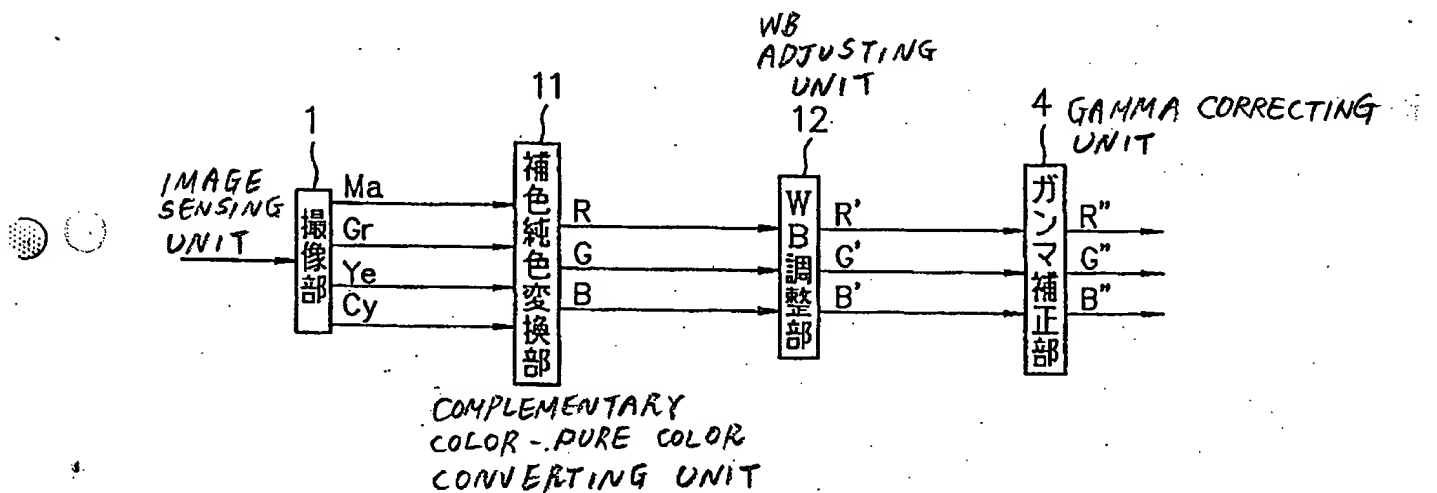 WB
ADJUSTING
UNIT
12
11
1
4
GAMMA CORRECTING
UNIT
IMAGE
SENSING
UNIT
撮像部
Ma
Gr
Ye
Cy
補色純色変換部
R
G
B
WB調整部
R'
G'
B'
ガンマ補正部
R"
G"
B"
COMPLEMENTARY
COLOR-.PURE COLOR
CONVERTING UNIT